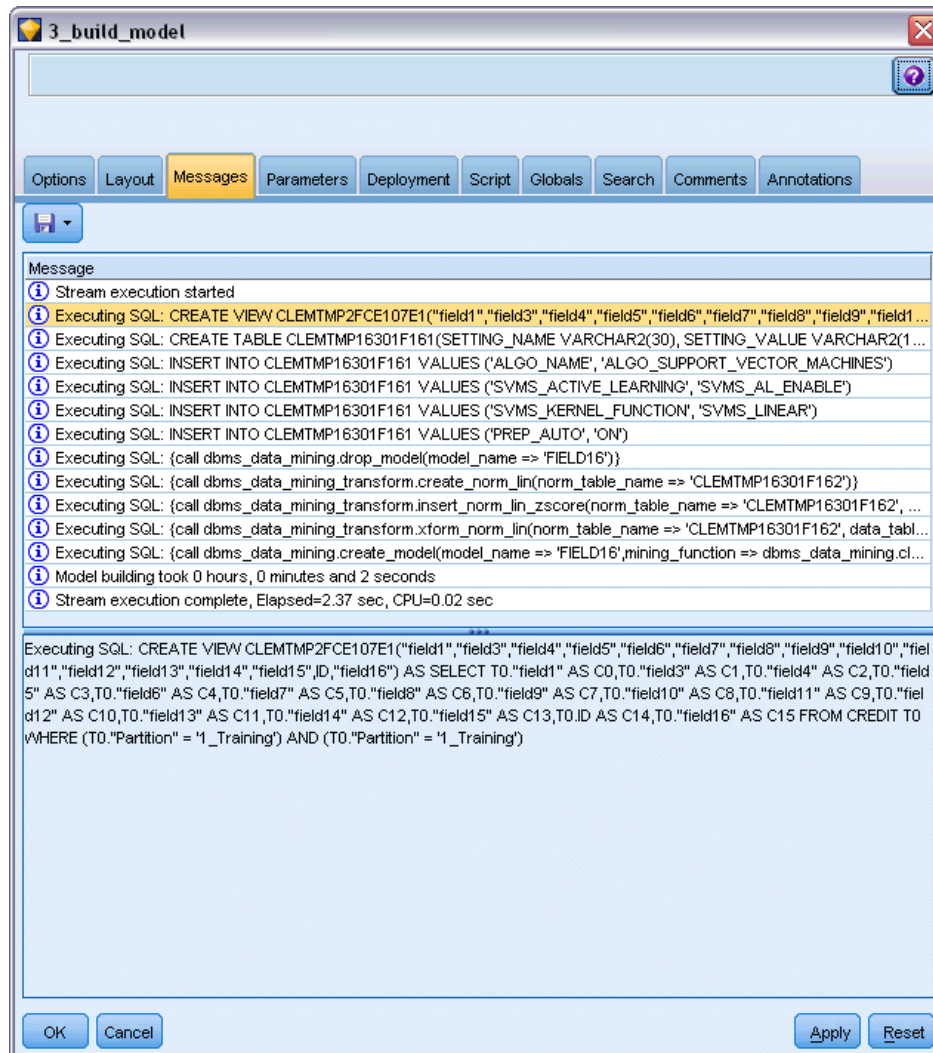 3_build_model
Options Layout Messages Parameters Deployment Script Globals Search Comments Annotations
Message
Stream execution started
Executing SQL: CREATE VIEW CLEMTMP2FCE107E1("field1","field3","field4","field5","field6","field7","field8","field9","field1...
Executing SQL: CREATE TABLE CLEMTMP16301F161(SETTING_NAME VARCHAR2(30), SETTING_VALUE VARCHAR2(1...
Executing SQL: INSERT INTO CLEMTMP16301F161 VALUES ('ALGO_NAME', 'ALGO_SUPPORT_VECTOR_MACHINES')
Executing SQL: INSERT INTO CLEMTMP16301F161 VALUES ('SVMS_ACTIVE_LEARNING', 'SVMS_AL_ENABLE')
Executing SQL: INSERT INTO CLEMTMP16301F161 VALUES ('SVMS_KERNEL_FUNCTION', 'SVMS_LINEAR')
Executing SQL: INSERT INTO CLEMTMP16301F161 VALUES ('PREP_AUTO', 'ON')
Executing SQL: {call dbms_data_mining.drop_model(model_name => 'FIELD16')}
Executing SQL: {call dbms_data_mining_transform.create_norm_lin(norm_table_name => 'CLEMTMP16301F162')}
Executing SQL: {call dbms_data_mining_transform.insert_norm_lin_zscore(norm_table_name => 'CLEMTMP16301F162', ...
Executing SQL: {call dbms_data_mining_transform.xform_norm_lin(norm_table_name => 'CLEMTMP16301F162', data_tabl...
Executing SQL: {call dbms_data_mining.create_model(model_name => 'FIELD16',mining_function => dbms_data_mining.cl...
Model building took 0 hours, 0 minutes and 2 seconds
Stream execution complete, Elapsed=2.37 sec, CPU=0.02 sec
Executing SQL: CREATE VIEW CLEMTMP2FCE107E1("field1","field3","field4","field5","field6","field7","field8","field9","field10","fiel
d11","field12","field13","field14","field15",ID,"field16") AS SELECT T0."field1" AS C0,T0."field3" AS C1,T0."field4" AS C2,T0."field
5" AS C3,T0."field6" AS C4,T0."field7" AS C5,T0."field8" AS C6,T0."field9" AS C7,T0."field10" AS C8,T0."field11" AS C9,T0."fiel
d12" AS C10,T0."field13" AS C11,T0."field14" AS C12,T0."field15" AS C13,T0.ID AS C14,T0."field16" AS C15 FROM CREDIT T0
WHERE (T0."Partition" = '1_Training') AND (T0."Partition" = '1_Training')
OK Cancel Apply Reset